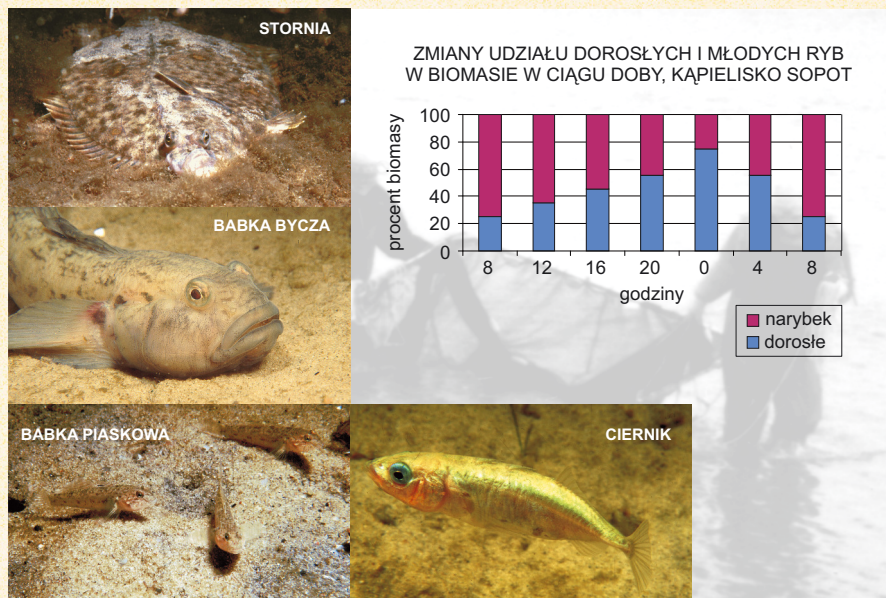 STORNIA
ZMIANY UDZIAŁU DOROSŁYCH I MŁODYCH RYB
W BIOMASIE W CIĄGU DOBY, KĄPIELISKO SOPOT
procent biomasy
100
80
60
40
20
0
8 12 16 20 0 4 8
godziny
narybek
dorosłe
BABKA BYCZA
BABKA PIASKOWA
CIERNIK